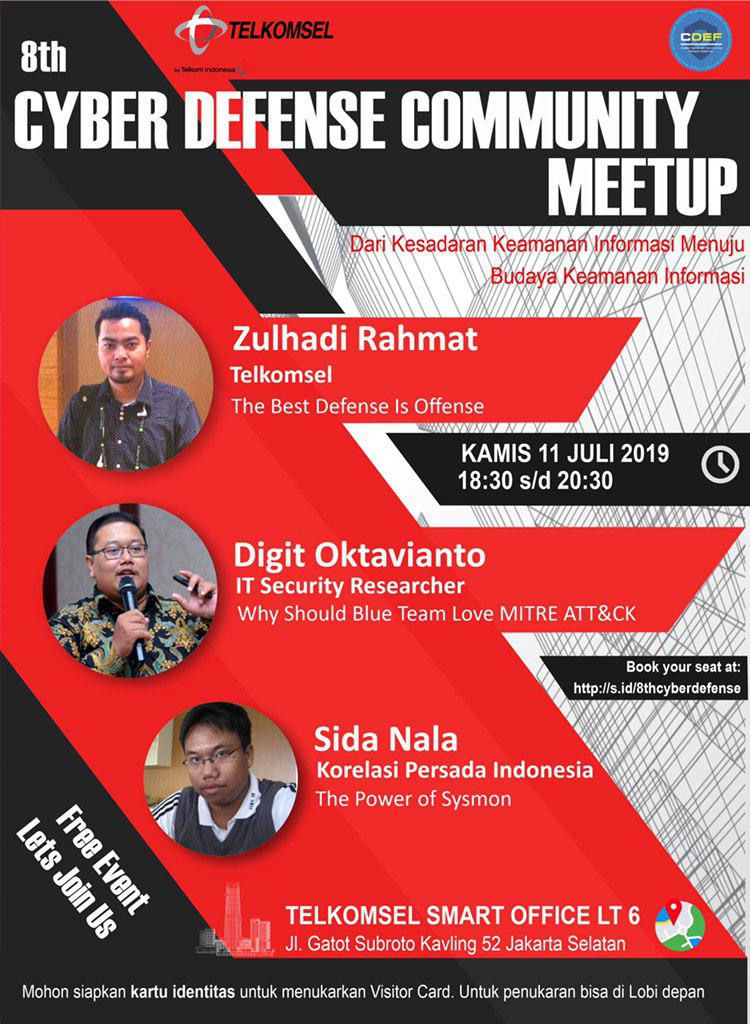 TELKOMSEL
by Telkom Indonesia
CDEF
8th
CYBER DEFENSE COMMUNITY
MEETUP
Dari Kesadaran Keamanan Informasi Menuju
Budaya Keamanan Informasi
Zulhadi Rahmat
Telkomsel
The Best Defense Is Offense
KAMIS 11 JULI 2019
18:30 s/d 20:30
Digit Oktavianto
IT Security Researcher
Why Should Blue Team Love MITRE ATT&CK
Book your seat at:
http://s.id/8thcyberdefense
Sida Nala
Korelasi Persada Indonesia
The Power of Sysmon
Free Event
Lets Join Us
TELKOMSEL SMART OFFICE LT 6
Jl. Gatot Subroto Kavling 52 Jakarta Selatan
Mohon siapkan kartu identitas untuk menukarkan Visitor Card. Untuk penukaran bisa di Lobi depan